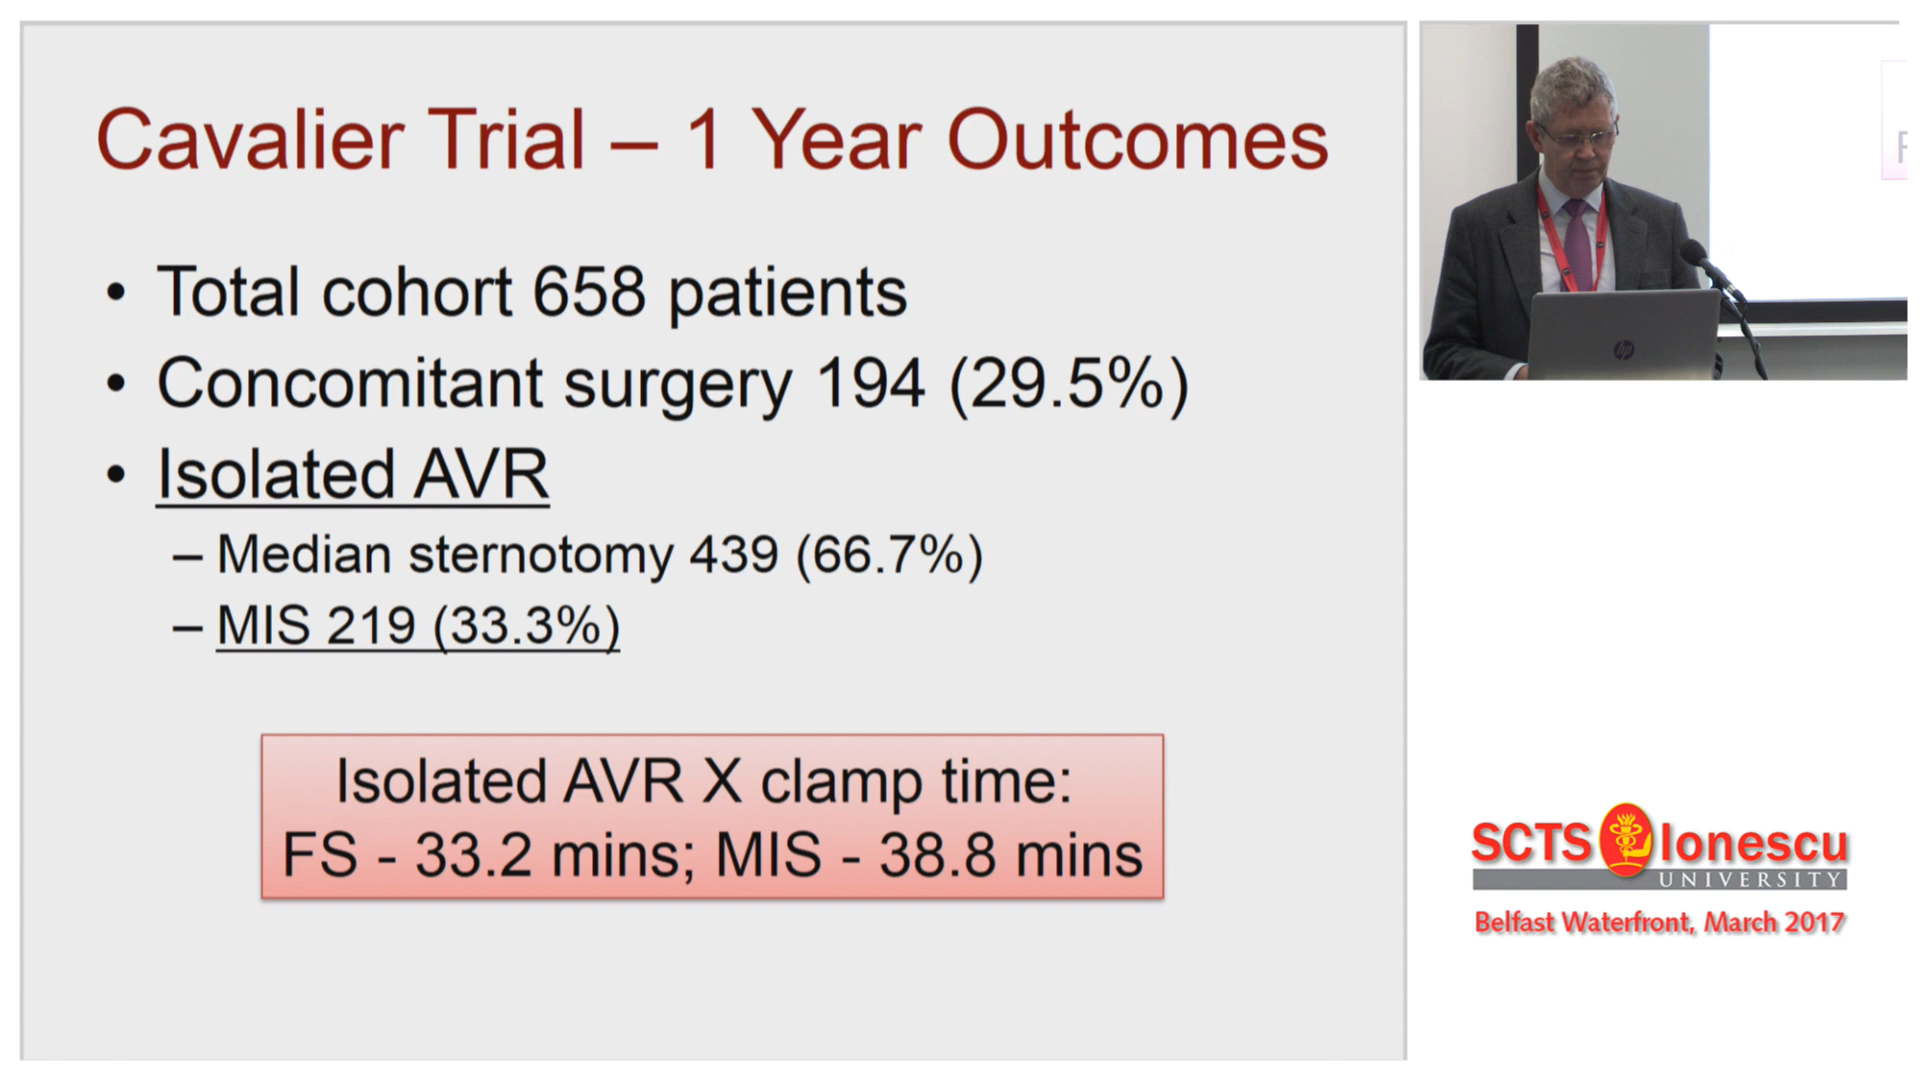 Cavalier Trial – 1 Year Outcomes
• Total cohort 658 patients
• Concomitant surgery 194 (29.5%)
• Isolated AVR
– Median sternotomy 439 (66.7%)
– MIS 219 (33.3%)
Isolated AVR X clamp time:
FS - 33.2 mins; MIS - 38.8 mins
hp
SCTS Ionescu
UNIVERSITY
Belfast Waterfront, March 2017